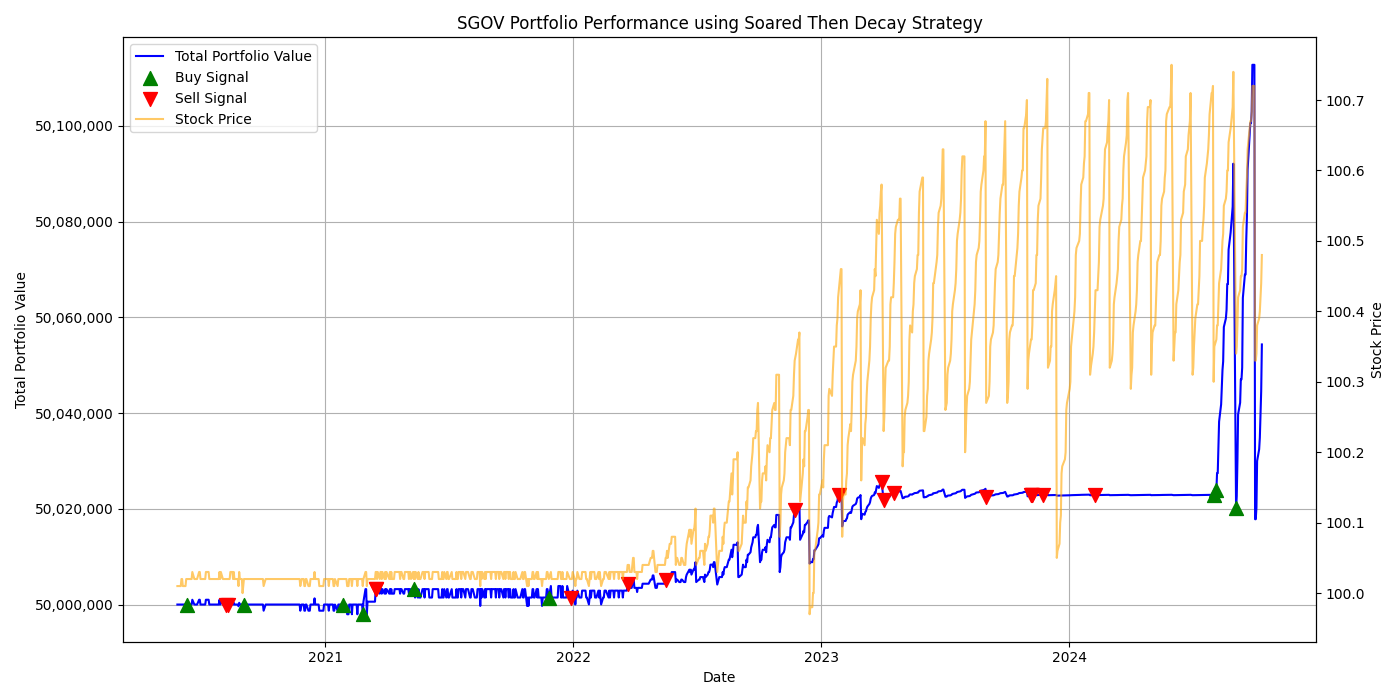 SGOV Portfolio Performance using Soared Then Decay Strategy
Total Portfolio Value
Buy Signal
Sell Signal
Stock Price
Total Portfolio Value
50,100,000
50,080,000
50,060,000
50,040,000
50,020,000
50,000,000
100.7
100.6
100.5
100.4
100.3
100.2
100.1
100.0
Stock Price
2021
2022
2023
2024
Date